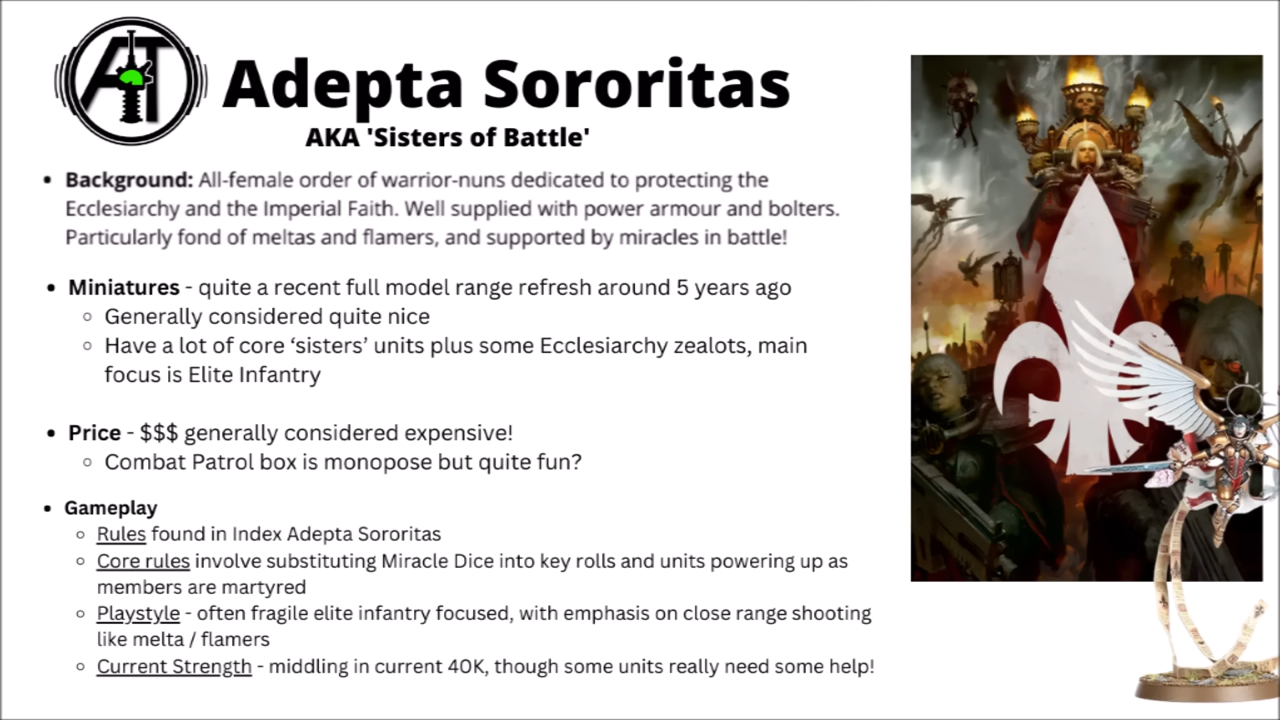 AT
Adepta Sororitas
AKA 'Sisters of Battle'
• Background: All-female order of warrior-nuns dedicated to protecting the
Ecclesiarchy and the Imperial Faith. Well supplied with power armour and bolters.
Particularly fond of meltas and flamers, and supported by miracles in battle!
• Miniatures - quite a recent full model range refresh around 5 years ago
◦ Generally considered quite nice
◦ Have a lot of core ‘sisters’ units plus some Ecclesiarchy zealots, main
focus is Elite Infantry
• Price - $$$ generally considered expensive!
◦ Combat Patrol box is monopose but quite fun?
• Gameplay
◦ Rules found in Index Adepta Sororitas
◦ Core rules involve substituting Miracle Dice into key rolls and units powering up as
members are martyred
◦ Playstyle - often fragile elite infantry focused, with emphasis on close range shooting
like melta / flamers
◦ Current Strength - middling in current 40K, though some units really need some help!